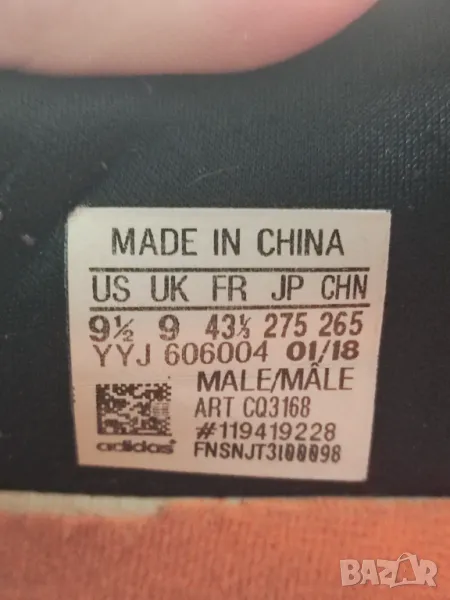 MADE IN CHINA
US UK FR JP CHN
9½ 9 43⅓ 275 265
YYJ 606004 01/18
MALE/MÂLE
ART CQ3168
#119419228
adidas FNSNJT3100098
BAZAR